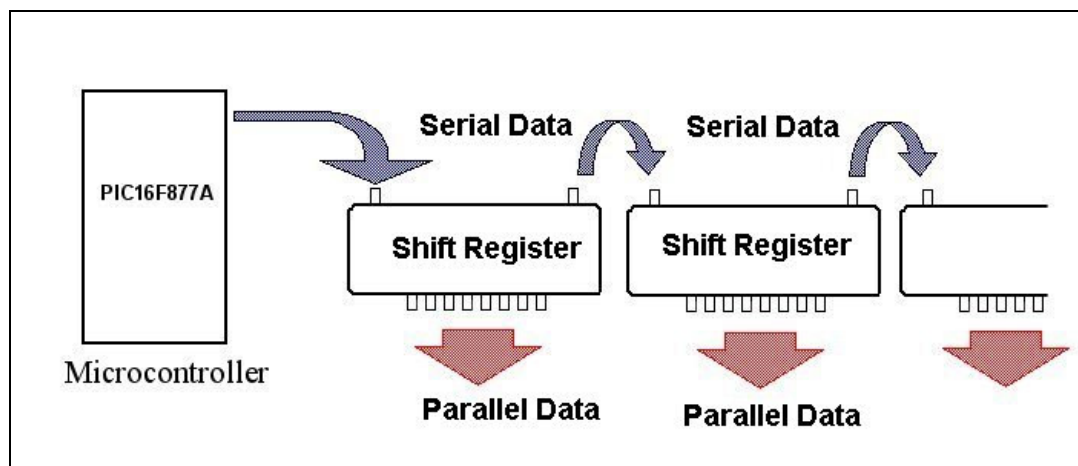 Serial Data
Serial Data
PIC16F877A
Shift Register
Shift Register
Microcontroller
Parallel Data
Parallel Data